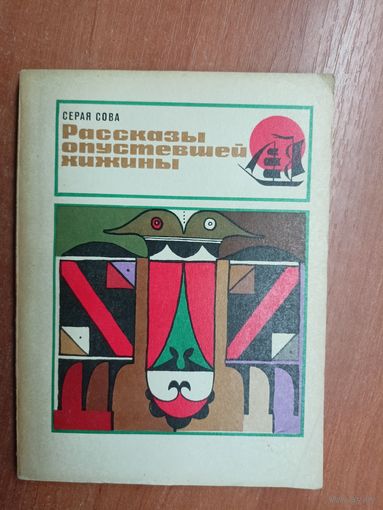 СЕРАЯ СОВА
Рассказы
опустевшей
хижины